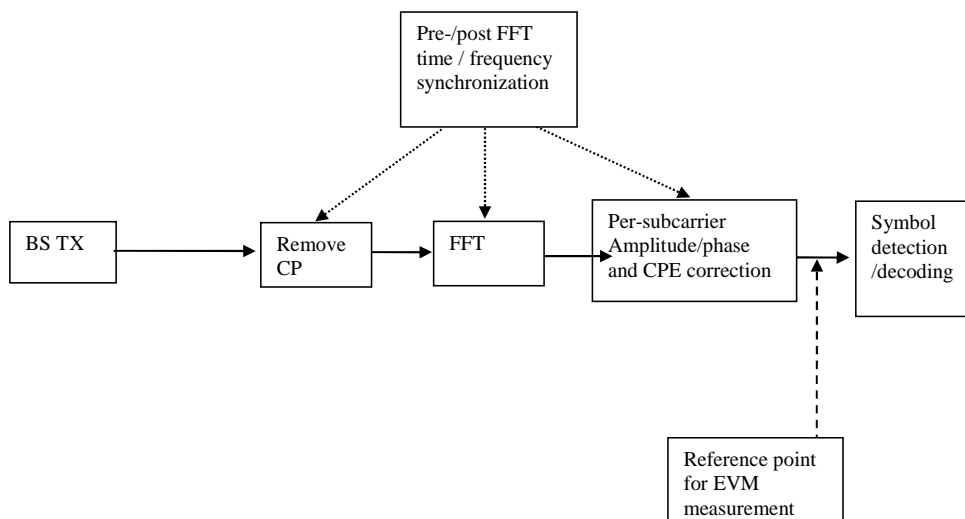 Pre-/post FFT
time / frequency
synchronization
BS TX
Remove
CP
FFT
Per-subcarrier
Amplitude/phase
and CPE correction
Symbol
detection
/decoding
Reference point
for EVM
measurement